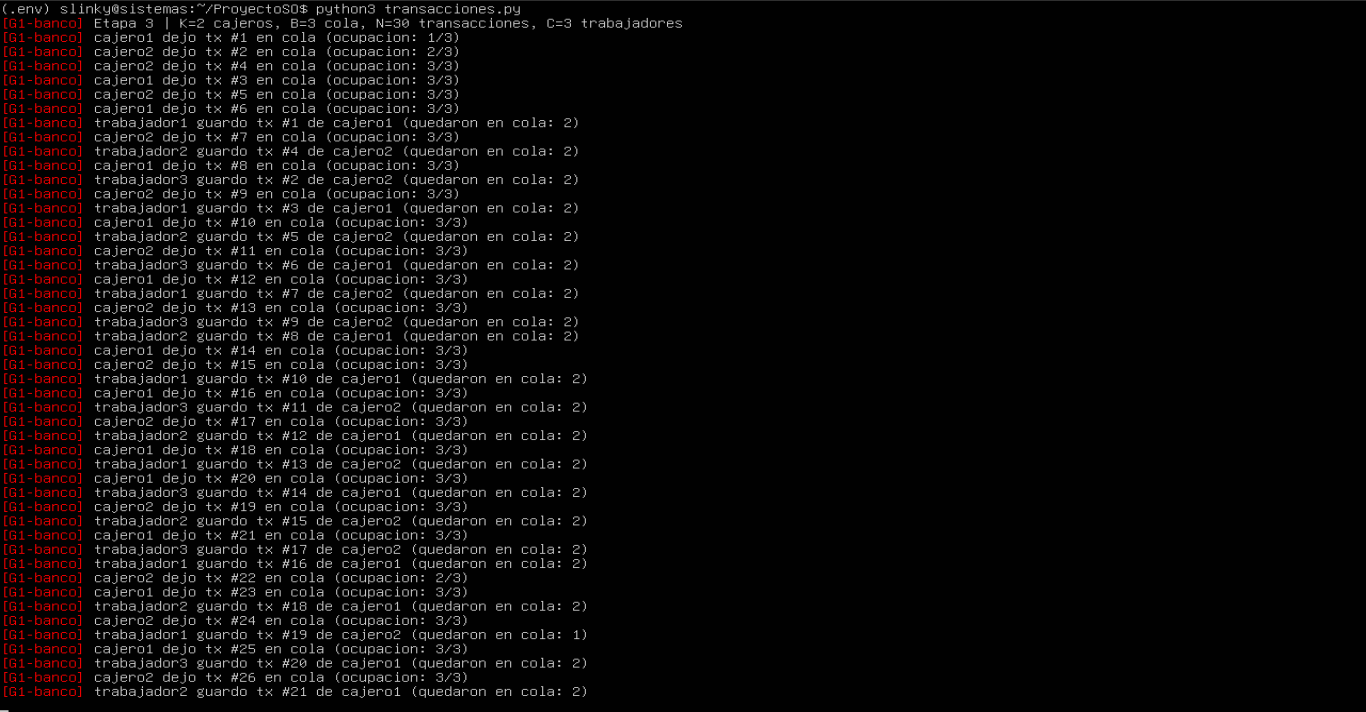 (.env) slinky@sistemas:~/ProyectoSO$ python3 transacciones.py
[G1-banco] Etapa 3 | K=2 cajeros, B=3 cola, N=30 transacciones, C=3 trabajadores
[G1-banco] cajero1 dejo tx #1 en cola (ocupacion: 1/3)
[G1-banco] cajero2 dejo tx #2 en cola (ocupacion: 2/3)
[G1-banco] cajero2 dejo tx #4 en cola (ocupacion: 3/3)
[G1-banco] cajero1 dejo tx #3 en cola (ocupacion: 3/3)
[G1-banco] cajero2 dejo tx #5 en cola (ocupacion: 3/3)
[G1-banco] cajero1 dejo tx #6 en cola (ocupacion: 3/3)
[G1-banco] trabajador1 guardo tx #1 de cajero1 (quedaron en cola: 2)
[G1-banco] cajero2 dejo tx #7 en cola (ocupacion: 3/3)
[G1-banco] trabajador2 guardo tx #4 de cajero2 (quedaron en cola: 2)
[G1-banco] cajero1 dejo tx #8 en cola (ocupacion: 3/3)
[G1-banco] trabajador3 guardo tx #2 de cajero2 (quedaron en cola: 2)
[G1-banco] cajero2 dejo tx #9 en cola (ocupacion: 3/3)
[G1-banco] trabajador1 guardo tx #3 de cajero1 (quedaron en cola: 2)
[G1-banco] cajero1 dejo tx #10 en cola (ocupacion: 3/3)
[G1-banco] trabajador2 guardo tx #5 de cajero2 (quedaron en cola: 2)
[G1-banco] cajero2 dejo tx #11 en cola (ocupacion: 3/3)
[G1-banco] trabajador3 guardo tx #6 de cajero1 (quedaron en cola: 2)
[G1-banco] cajero1 dejo tx #12 en cola (ocupacion: 3/3)
[G1-banco] trabajador1 guardo tx #7 de cajero2 (quedaron en cola: 2)
[G1-banco] cajero2 dejo tx #13 en cola (ocupacion: 3/3)
[G1-banco] trabajador3 guardo tx #9 de cajero2 (quedaron en cola: 2)
[G1-banco] trabajador2 guardo tx #8 de cajero1 (quedaron en cola: 2)
[G1-banco] cajero1 dejo tx #14 en cola (ocupacion: 3/3)
[G1-banco] cajero2 dejo tx #15 en cola (ocupacion: 3/3)
[G1-banco] trabajador1 guardo tx #10 de cajero1 (quedaron en cola: 2)
[G1-banco] cajero1 dejo tx #16 en cola (ocupacion: 3/3)
[G1-banco] trabajador3 guardo tx #11 de cajero2 (quedaron en cola: 2)
[G1-banco] cajero2 dejo tx #17 en cola (ocupacion: 3/3)
[G1-banco] trabajador2 guardo tx #12 de cajero1 (quedaron en cola: 2)
[G1-banco] cajero1 dejo tx #18 en cola (ocupacion: 3/3)
[G1-banco] trabajador1 guardo tx #13 de cajero2 (quedaron en cola: 2)
[G1-banco] cajero1 dejo tx #20 en cola (ocupacion: 3/3)
[G1-banco] trabajador3 guardo tx #14 de cajero1 (quedaron en cola: 2)
[G1-banco] cajero2 dejo tx #19 en cola (ocupacion: 3/3)
[G1-banco] trabajador2 guardo tx #15 de cajero2 (quedaron en cola: 2)
[G1-banco] cajero1 dejo tx #21 en cola (ocupacion: 3/3)
[G1-banco] trabajador3 guardo tx #17 de cajero2 (quedaron en cola: 2)
[G1-banco] trabajador1 guardo tx #16 de cajero1 (quedaron en cola: 2)
[G1-banco] cajero2 dejo tx #22 en cola (ocupacion: 2/3)
[G1-banco] cajero1 dejo tx #23 en cola (ocupacion: 3/3)
[G1-banco] trabajador2 guardo tx #18 de cajero1 (quedaron en cola: 2)
[G1-banco] cajero2 dejo tx #24 en cola (ocupacion: 3/3)
[G1-banco] trabajador1 guardo tx #19 de cajero2 (quedaron en cola: 1)
[G1-banco] cajero1 dejo tx #25 en cola (ocupacion: 3/3)
[G1-banco] trabajador3 guardo tx #20 de cajero1 (quedaron en cola: 2)
[G1-banco] cajero2 dejo tx #26 en cola (ocupacion: 3/3)
[G1-banco] trabajador2 guardo tx #21 de cajero1 (quedaron en cola: 2)